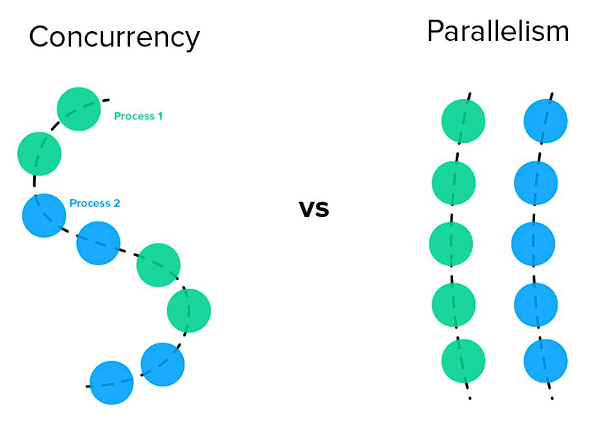 Concurrency
Parallelism
Process 1
Process 2
vs